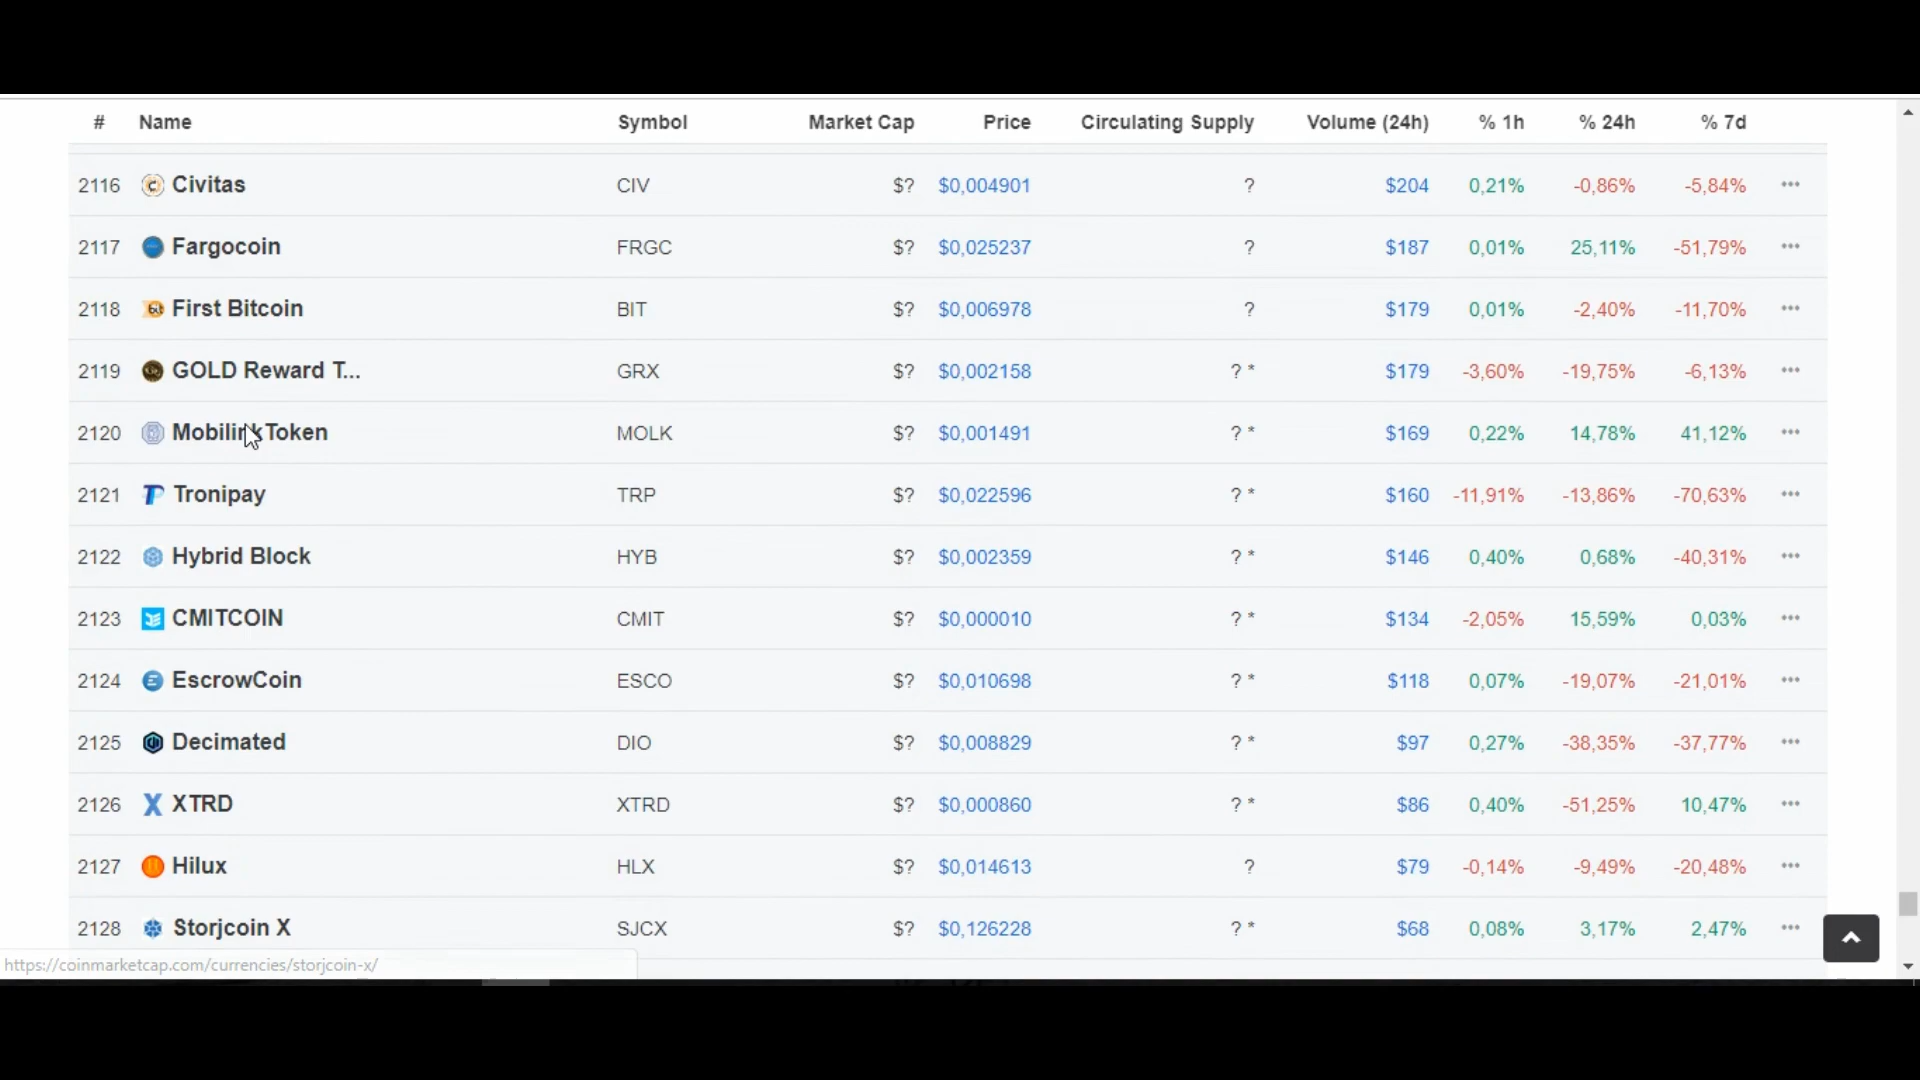 # Name Symbol Market Cap Price Circulating Supply Volume (24h) % 1h % 24h % 7d
2116 Civitas CIV $? $0,004901 ? $204 0,21% -0,86% -5,84% •••
2117 Fargocoin FRGC $? $0,025237 ? $187 0,01% 25,11% -51,79% •••
2118 First Bitcoin BIT $? $0,006978 ? $179 0,01% -2,40% -11,70% •••
2119 GOLD Reward T... GRX $? $0,002158 ? * $179 -3,60% -19,75% -6,13% •••
2120 Mobilink Token MOLK $? $0,001491 ? * $169 0,22% 14,78% 41,12% •••
2121 Tronipay TRP $? $0,022596 ? * $160 -11,91% -13,86% -70,63% •••
2122 Hybrid Block HYB $? $0,002359 ? * $146 0,40% 0,68% -40,31% •••
2123 CMITCOIN CMIT $? $0,000010 ? * $134 -2,05% 15,59% 0,03% •••
2124 EscrowCoin ESCO $? $0,010698 ? * $118 0,07% -19,07% -21,01% •••
2125 Decimated DIO $? $0,008829 ? * $97 0,27% -38,35% -37,77% •••
2126 XTRD XTRD $? $0,000860 ? * $86 0,40% -51,25% 10,47% •••
2127 Hilux HLX $? $0,014613 ? $79 -0,14% -9,49% -20,48% •••
2128 Storjcoin X SJCX $? $0,126228 ? * $68 0,08% 3,17% 2,47% •••
https://coinmarketcap.com/currencies/storjcoin-x/